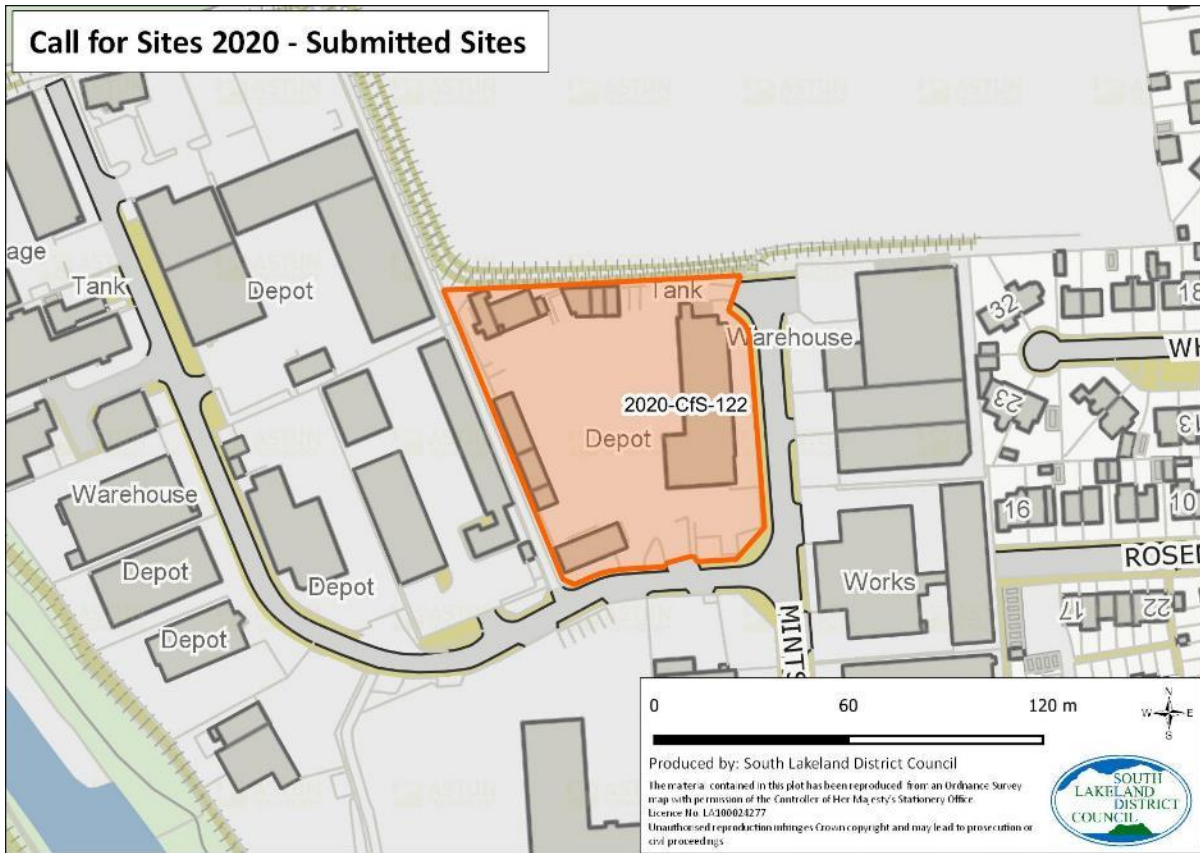 Call for Sites 2020 - Submitted Sites
age
Tank
Depot
Tank
Warehouse
32
18
WH
2020-CfS-122
Depot
23
13
Warehouse
16
10
Depot
Depot
Works
ROSE
Depot
17
22
MINTS
0 60 120 m
N
W E
S
Produced by: South Lakeland District Council
The material contained in this plot has been reproduced from an Ordnance Survey
map with permission of the Controller of Her Majesty's Stationery Office
Licence No. LA100024277
Unauthorised reproduction infringes Crown copyright and may lead to prosecution or
civil proceedings
SOUTH
LAKELAND
DISTRICT
COUNCIL